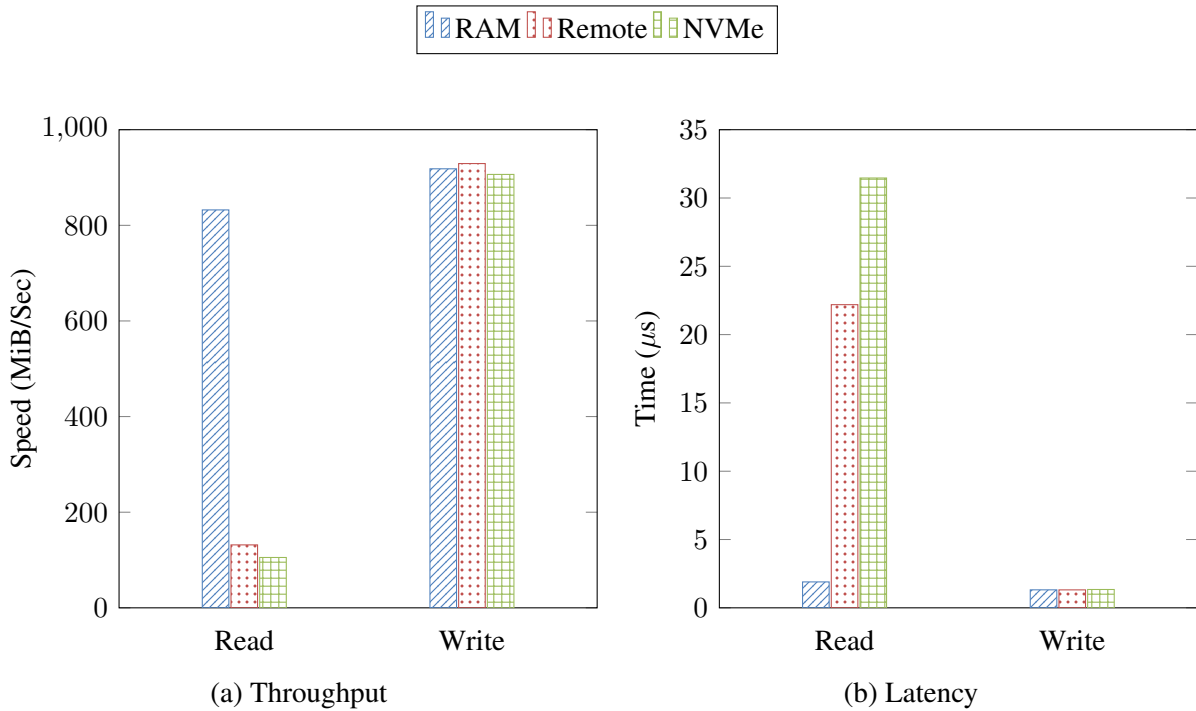 RAM Remote NVMe
1,000
800
600
400
200
0
Speed (MiB/Sec)
Read Write
(a) Throughput
35
30
25
20
15
10
5
0
Time (μs)
Read Write
(b) Latency